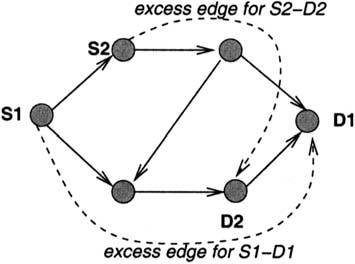 excess edge for S2–D2
S2
S1
D1
D2
excess edge for S1–D1